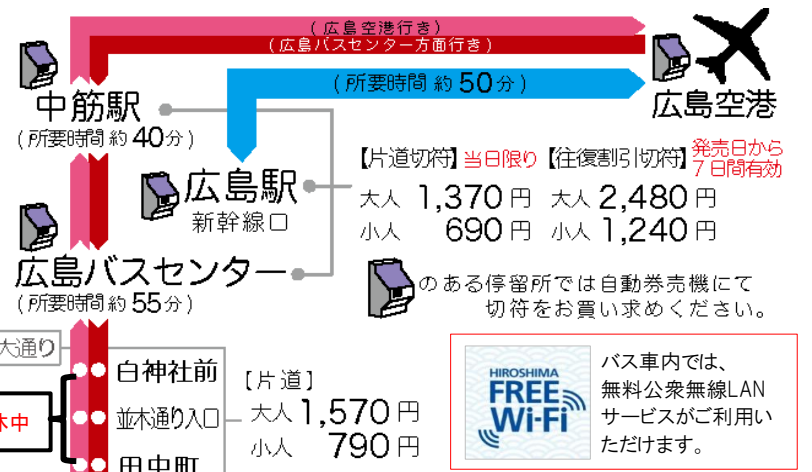 (広島空港行き)
(広島バスセンター方面行き)
(所要時間 約50分)
広島空港
中筋駅
(所要時間 約40分)
広島駅
新幹線口
【片道切符】当日限り 【往復割引切符】発売日から
7日間有効
大人 1,370円 大人 2,480円
小人 690円 小人 1,240円
広島バスセンター
(所要時間 約55分)
のある停留所では自動券売機にて
切符をお買い求めください。
大通り
白神社前
並木通り入口
田中町
休中
【片道】
大人 1,570円
小人 790円
HIROSHIMA
FREE
Wi-Fi
バス車内では、
無料公衆無線LAN
サービスがご利用い
ただけます。